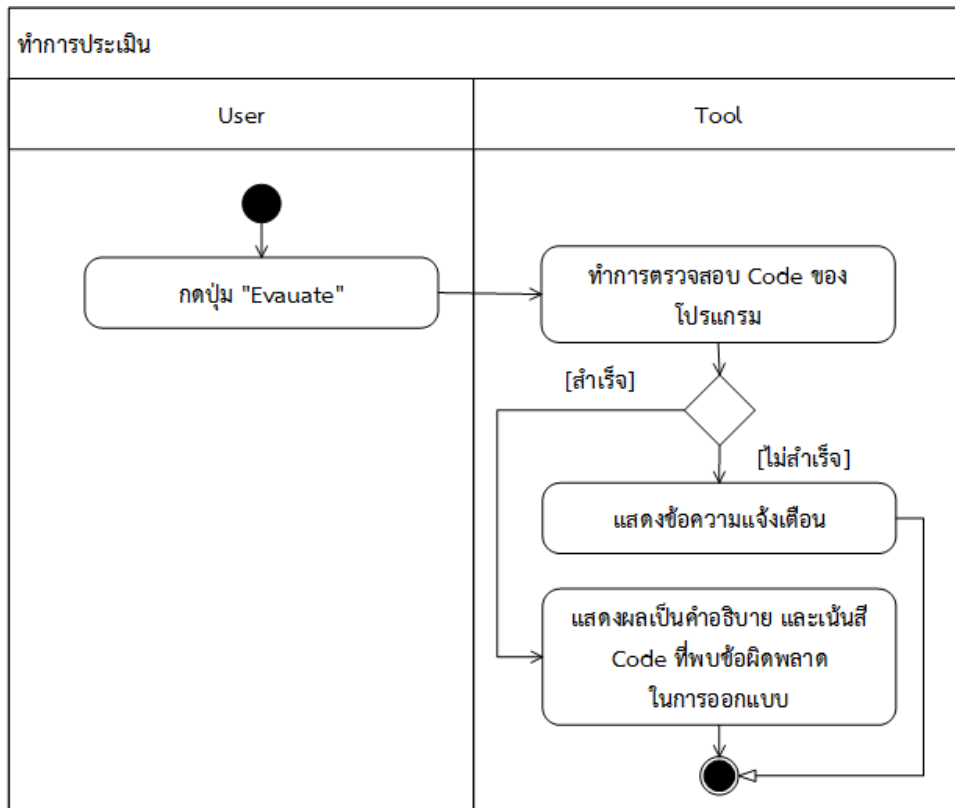 ทำการประเมิน
User
Tool
กดปุ่ม "Evauate"
ทำการตรวจสอบ Code ของ
โปรแกรม
[สำเร็จ]
[ไม่สำเร็จ]
แสดงข้อความแจ้งเตือน
แสดงผลเป็นคำอธิบาย และเน้นสี
Code ที่พบข้อผิดพลาด
ในการออกแบบ